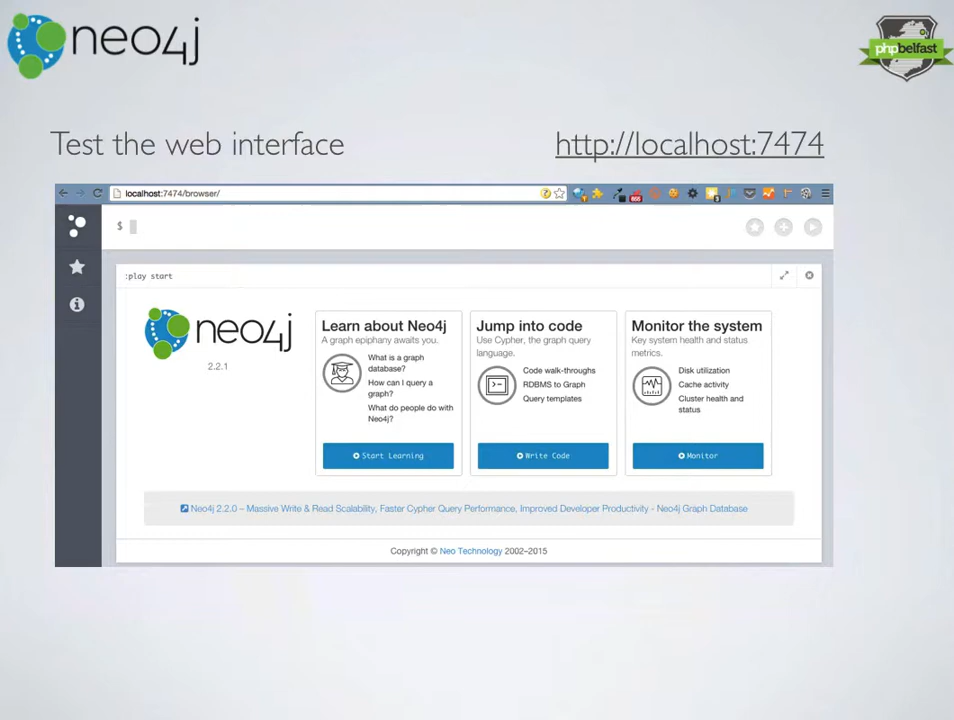 neo4j
phpbelfast
Test the web interface
http://localhost:7474
localhost:7474/browser/
$
:play start
neo4j
2.2.1
Learn about Neo4j
A graph epiphany awaits you.
What is a graph
database?
How can I query a
graph?
What do people do with
Neo4j?
Start Learning
Jump into code
Use Cypher, the graph query
language.
Code walk-throughs
RDBMS to Graph
Query templates
Write Code
Monitor the system
Key system health and status
metrics.
Disk utilization
Cache activity
Cluster health and
status
Monitor
Neo4j 2.2.0 – Massive Write & Read Scalability, Faster Cypher Query Performance, Improved Developer Productivity - Neo4j Graph Database
Copyright © Neo Technology 2002–2015